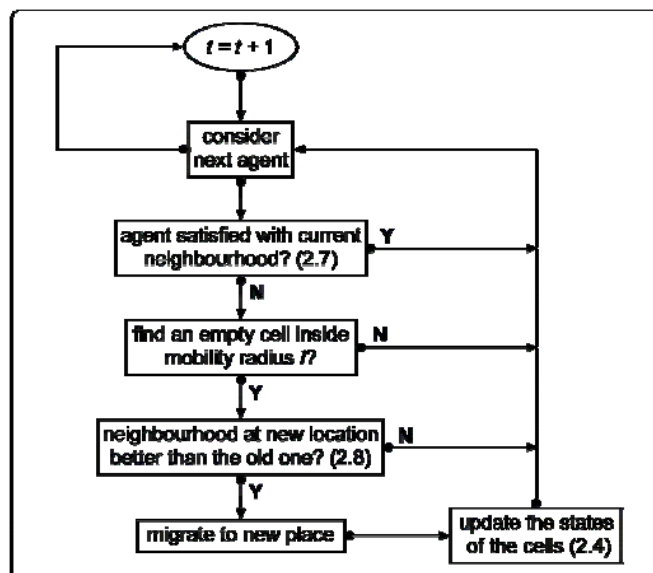 t = t + 1
consider
next agent
agent satisfied with current
neighbourhood? (2.7)
Y
N
find an empty cell inside
mobility radius l?
N
Y
neighbourhood at new location
better than the old one? (2.8)
N
Y
migrate to new place
update the states
of the cells (2.4)